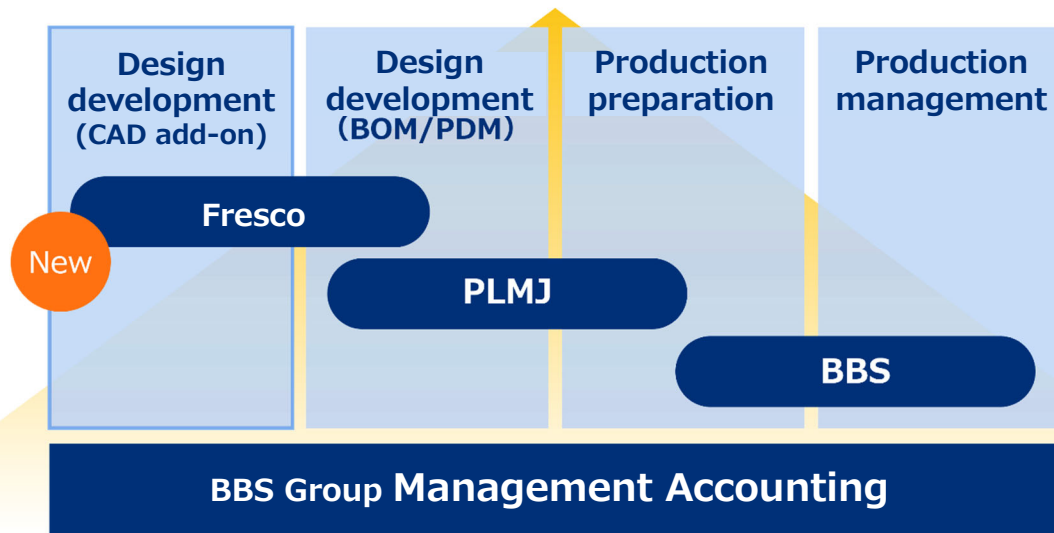 Design
development
(CAD add-on)
Design
development
(BOM/PDM)
Production
preparation
Production
management
Fresco
New
PLMJ
BBS
BBS Group Management Accounting